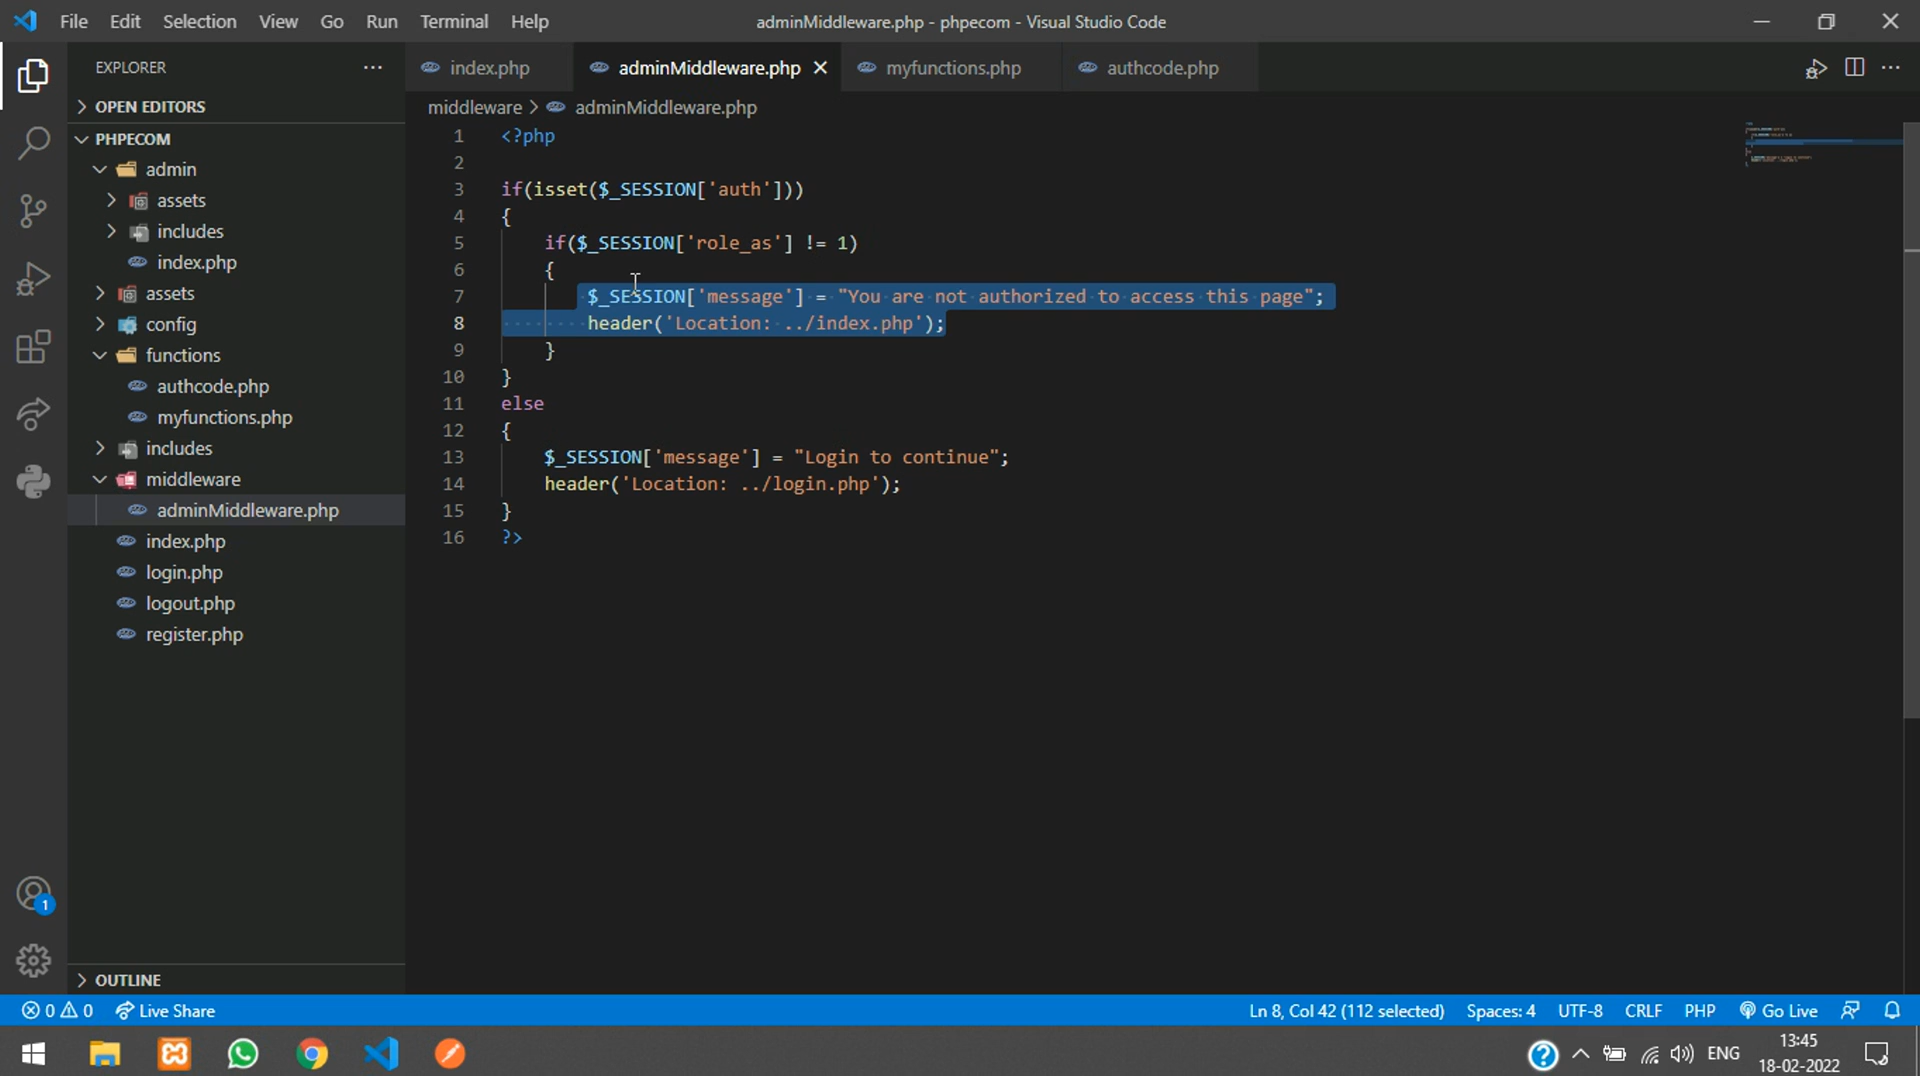 File Edit Selection View Go Run Terminal Help
adminMiddleware.php - phpecom - Visual Studio Code
EXPLORER
OPEN EDITORS
PHPECOM
admin
assets
includes
index.php
assets
config
functions
authcode.php
myfunctions.php
includes
middleware
adminMiddleware.php
index.php
login.php
logout.php
register.php
OUTLINE
index.php adminMiddleware.php myfunctions.php authcode.php
middleware > adminMiddleware.php
1 <?php
2
3 if(isset($_SESSION['auth']))
4 {
5 if($_SESSION['role_as'] != 1)
6 {
7 $_SESSION['message'] = "You are not authorized to access this page";
8 header('Location: ../index.php');
9 }
10 }
11 else
12 {
13 $_SESSION['message'] = "Login to continue";
14 header('Location: ../login.php');
15 }
16 ?>
1
0 0 Live Share Ln 8, Col 42 (112 selected) Spaces: 4 UTF-8 CRLF PHP Go Live
ENG
13:45
18-02-2022